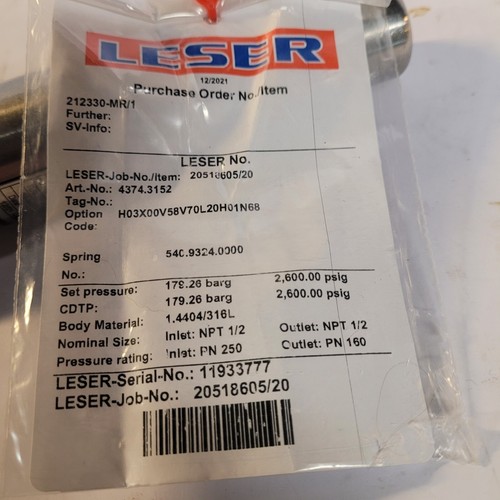 LESER
12/2021
Purchase Order No./Item
212330-MR/1
Further:
SV-Info:
LESER No.
LESER-Job-No./Item: 20518605/20
Art.-No.: 4374.3152
Tag-No.:
Option H03X00V58V70L20H01N68
Code:
Spring 540.9324.0000
No.:
Set pressure: 179.26 barg 2,600.00 psig
CDTP: 179.26 barg 2,600.00 psig
Body Material: 1.4404/316L
Nominal Size: Inlet: NPT 1/2 Outlet: NPT 1/2
Pressure rating: Inlet: PN 250 Outlet: PN 160
LESER-Serial-No.: 11933777
LESER-Job-No.: 20518605/20